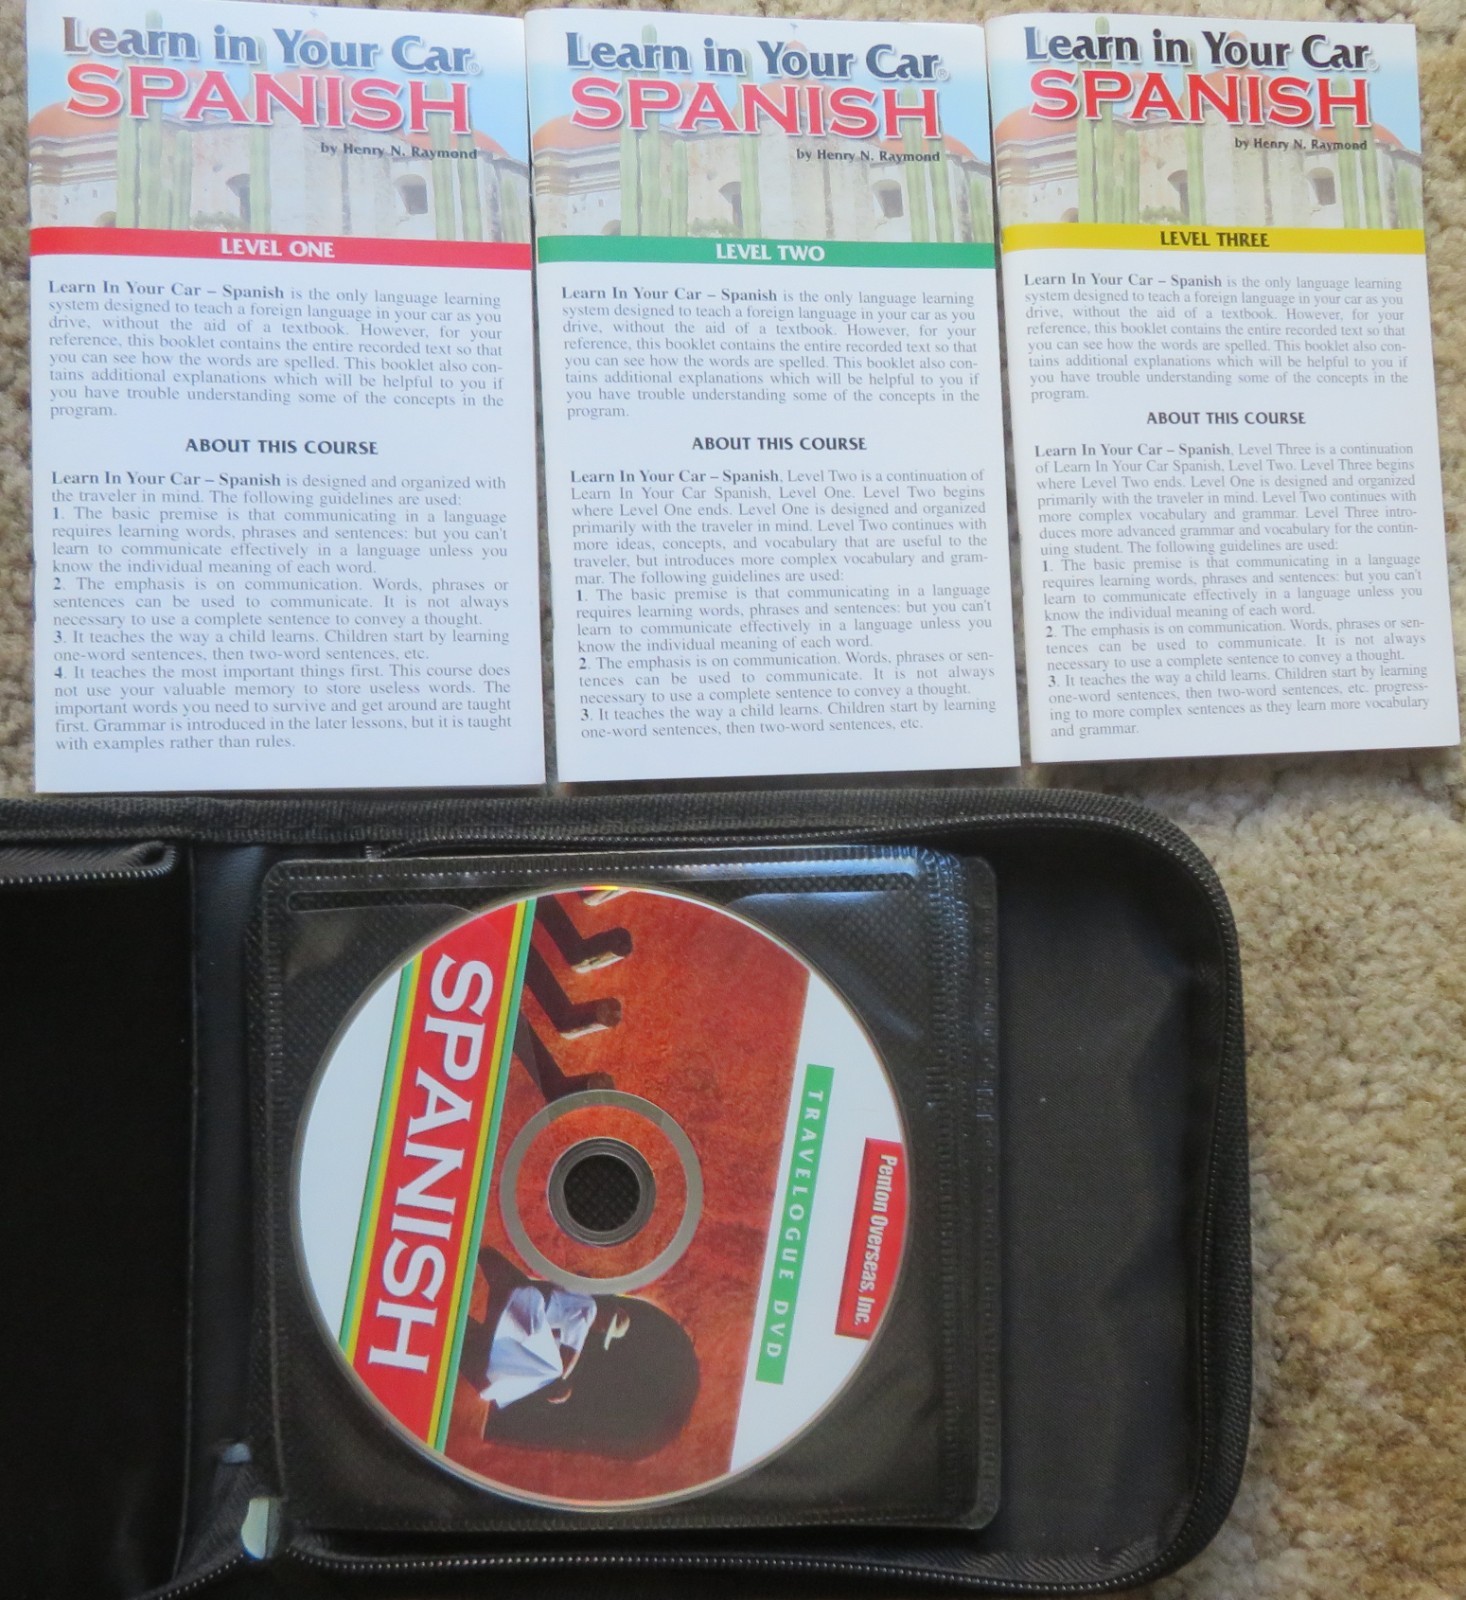 Learn in Your Car®
SPANISH
by Henry N. Raymond
LEVEL ONE
Learn In Your Car – Spanish is the only language learning
system designed to teach a foreign language in your car as you
drive, without the aid of a textbook. However, for your
reference, this booklet contains the entire recorded text so that
you can see how the words are spelled. This booklet also con-
tains additional explanations which will be helpful to you if
you have trouble understanding some of the concepts in the
program.
ABOUT THIS COURSE
Learn In Your Car – Spanish is designed and organized with
the traveler in mind. The following guidelines are used:
1. The basic premise is that communicating in a language
requires learning words, phrases and sentences: but you can't
learn to communicate effectively in a language unless you
know the individual meaning of each word.
2. The emphasis is on communication. Words, phrases or
sentences can be used to communicate. It is not always
necessary to use a complete sentence to convey a thought.
3. It teaches the way a child learns. Children start by learning
one-word sentences, then two-word sentences, etc.
4. It teaches the most important things first. This course does
not use your valuable memory to store useless words. The
important words you need to survive and get around are taught
first. Grammar is introduced in the later lessons, but it is taught
with examples rather than rules.
Learn in Your Car®
SPANISH
by Henry N. Raymond
LEVEL TWO
Learn In Your Car – Spanish is the only language learning
system designed to teach a foreign language in your car as you
drive, without the aid of a textbook. However, for your
reference, this booklet contains the entire recorded text so that
you can see how the words are spelled. This booklet also con-
tains additional explanations which will be helpful to you if
you have trouble understanding some of the concepts in the
program.
ABOUT THIS COURSE
Learn In Your Car – Spanish, Level Two is a continuation of
Learn In Your Car Spanish, Level One. Level Two begins
where Level One ends. Level One is designed and organized
primarily with the traveler in mind. Level Two continues with
more ideas, concepts, and vocabulary that are useful to the
traveler, but introduces more complex vocabulary and gram-
mar. The following guidelines are used:
1. The basic premise is that communicating in a language
requires learning words, phrases and sentences: but you can't
learn to communicate effectively in a language unless you
know the individual meaning of each word.
2. The emphasis is on communication. Words, phrases or sen-
tences can be used to communicate. It is not always
necessary to use a complete sentence to convey a thought.
3. It teaches the way a child learns. Children start by learning
one-word sentences, then two-word sentences, etc.
Learn in Your Car®
SPANISH
by Henry N. Raymond
LEVEL THREE
Learn In Your Car – Spanish is the only language learning
system designed to teach a foreign language in your car as you
drive, without the aid of a textbook. However, for your
reference, this booklet contains the entire recorded text so that
you can see how the words are spelled. This booklet also con-
tains additional explanations which will be helpful to you if
you have trouble understanding some of the concepts in the
program.
ABOUT THIS COURSE
Learn In Your Car – Spanish, Level Three is a continuation
of Learn In Your Car Spanish, Level Two. Level Three begins
where Level Two ends. Level One is designed and organized
primarily with the traveler in mind. Level Two continues with
more complex vocabulary and grammar. Level Three intro-
duces more advanced grammar and vocabulary for the contin-
uing student. The following guidelines are used:
1. The basic premise is that communicating in a language
requires learning words, phrases and sentences: but you can't
learn to communicate effectively in a language unless you
know the individual meaning of each word.
2. The emphasis is on communication. Words, phrases or sen-
tences can be used to communicate. It is not always
necessary to use a complete sentence to convey a thought.
3. It teaches the way a child learns. Children start by learning
one-word sentences, then two-word sentences, etc. progress-
ing to more complex sentences as they learn more vocabulary
and grammar.
Penton Overseas, Inc.
TRAVELOGUE DVD
SPANISH